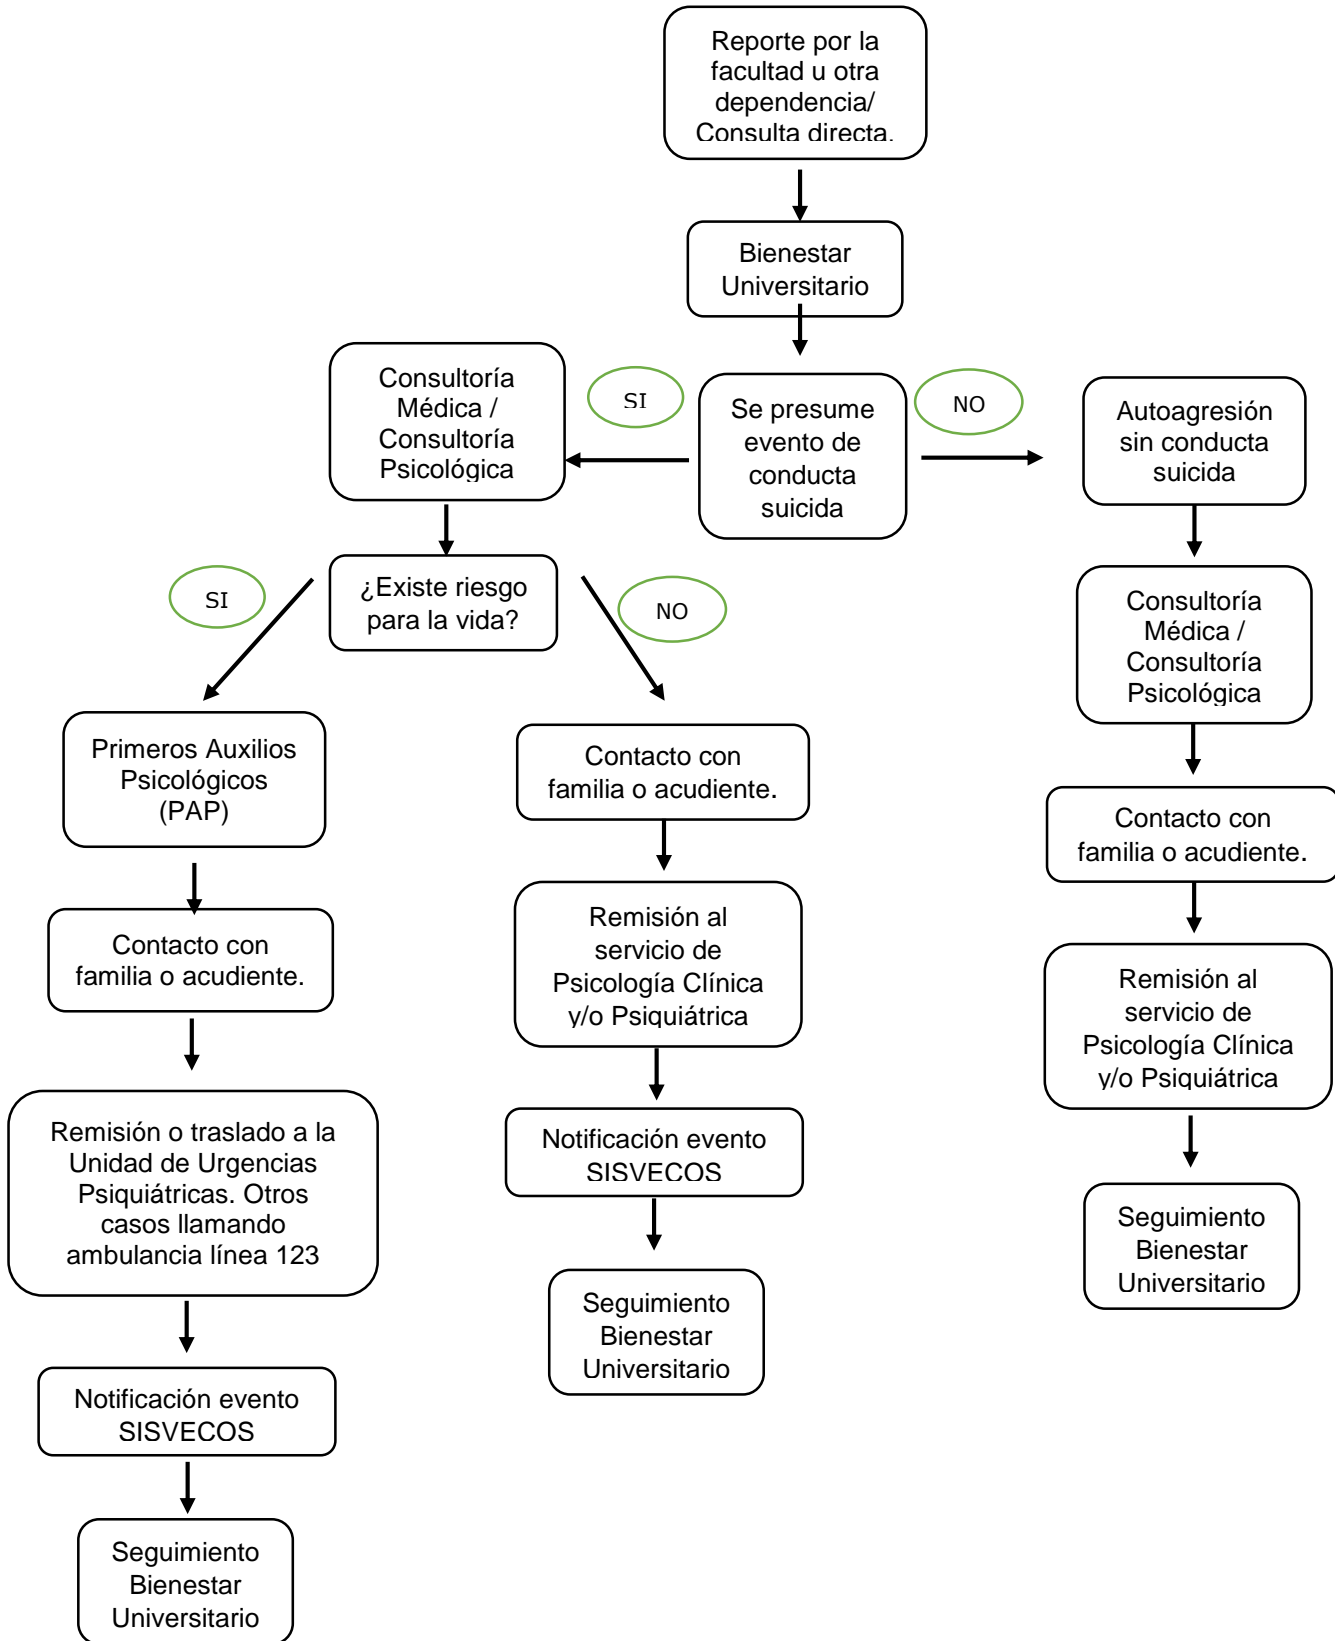 Reporte por la
facultad u otra
dependencia/
Consulta directa.
Bienestar
Universitario
Consultoría
Médica /
Consultoría
Psicológica
SI
Se presume
evento de
conducta
suicida
NO
Autoagresión
sin conducta
suicida
SI
¿Existe riesgo
para la vida?
NO
Consultoría
Médica /
Consultoría
Psicológica
Primeros Auxilios
Psicológicos
(PAP)
Contacto con
familia o acudiente.
Contacto con
familia o acudiente.
Contacto con
familia o acudiente.
Remisión al
servicio de
Psicología Clínica
y/o Psiquiátrica
Remisión al
servicio de
Psicología Clínica
y/o Psiquiátrica
Remisión o traslado a la
Unidad de Urgencias
Psiquiátricas. Otros
casos llamando
ambulancia línea 123
Notificación evento
SISVECOS
Seguimiento
Bienestar
Universitario
Seguimiento
Bienestar
Universitario
Notificación evento
SISVECOS
Seguimiento
Bienestar
Universitario